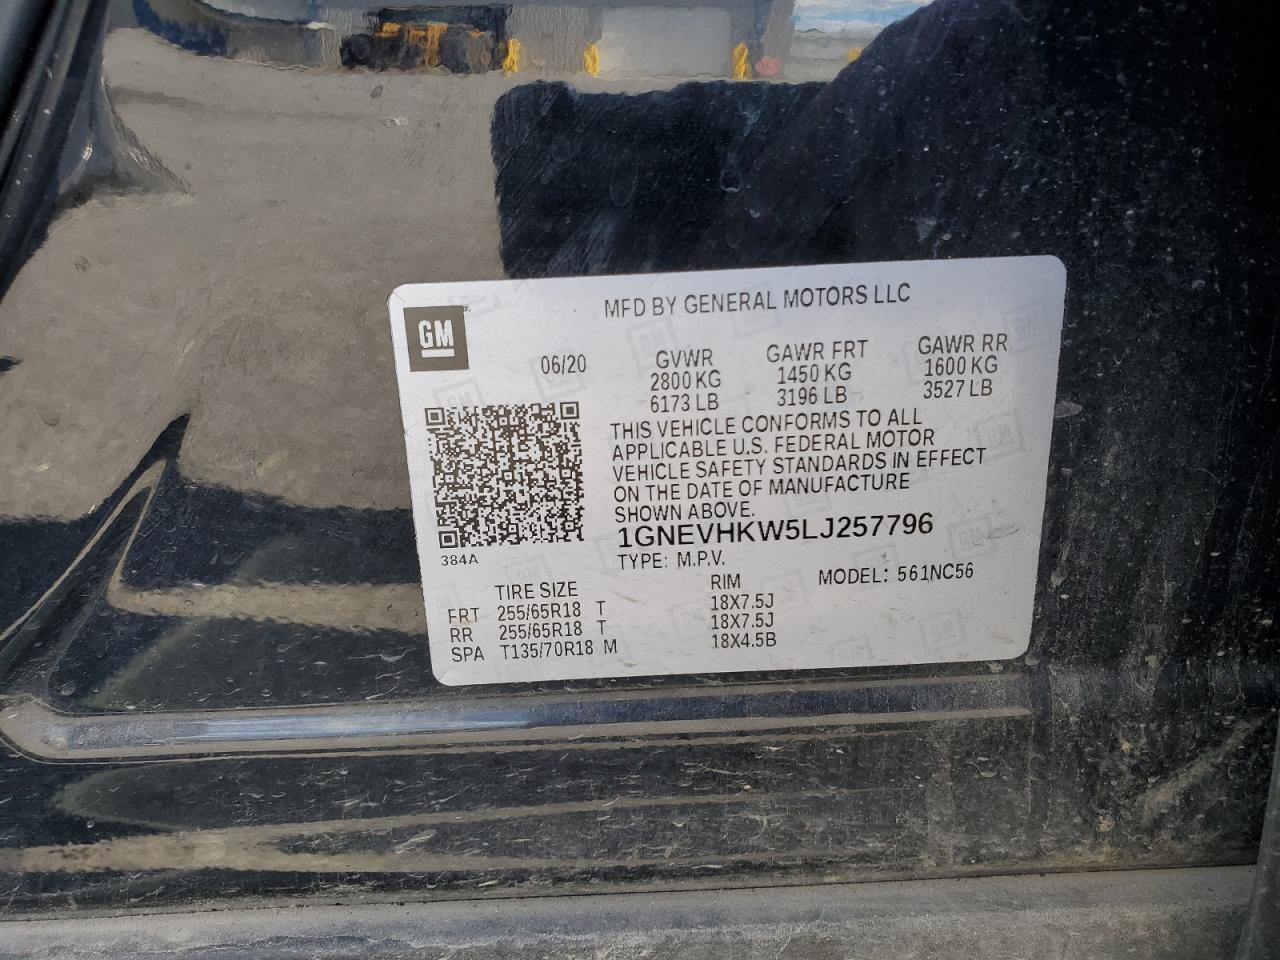 MFD BY GENERAL MOTORS LLC
GM
06/20 GVWR GAWR FRT GAWR RR
2800 KG 1450 KG 1600 KG
6173 LB 3196 LB 3527 LB
THIS VEHICLE CONFORMS TO ALL
APPLICABLE U.S. FEDERAL MOTOR
VEHICLE SAFETY STANDARDS IN EFFECT
ON THE DATE OF MANUFACTURE
SHOWN ABOVE.
1GNEVHKW5LJ257796
384A
TYPE: M.P.V. MODEL: 561NC56
TIRE SIZE RIM
FRT 255/65R18 T 18X7.5J
RR 255/65R18 T 18X7.5J
SPA T135/70R18 M 18X4.5B